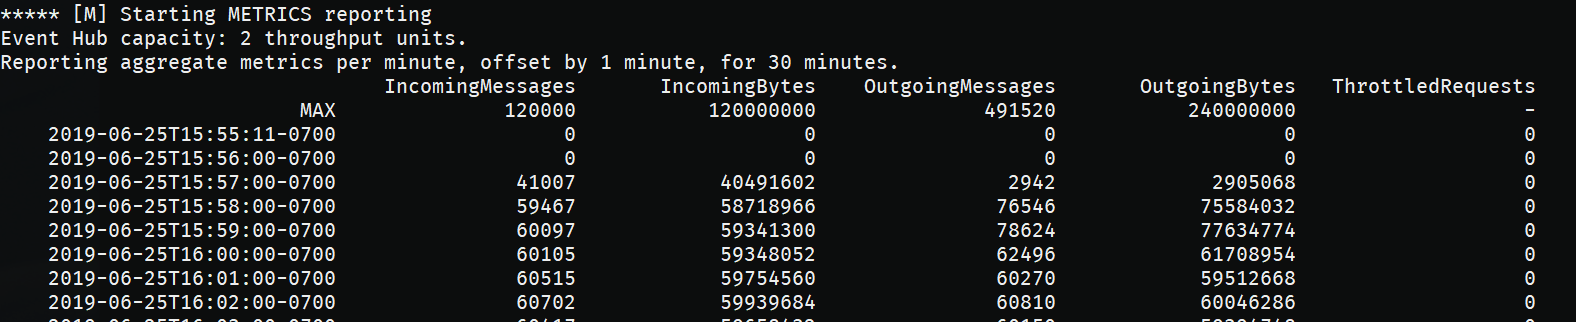 ***** [M] Starting METRICS reporting
Event Hub capacity: 2 throughput units.
Reporting aggregate metrics per minute, offset by 1 minute, for 30 minutes.
IncomingMessages IncomingBytes OutgoingMessages OutgoingBytes ThrottledRequests
MAX 120000 120000000 491520 240000000 -
2019-06-25T15:55:11-0700 0 0 0 0 0
2019-06-25T15:56:00-0700 0 0 0 0 0
2019-06-25T15:57:00-0700 41007 40491602 2942 2905068 0
2019-06-25T15:58:00-0700 59467 58718966 76546 75584032 0
2019-06-25T15:59:00-0700 60097 59341300 78624 77634774 0
2019-06-25T16:00:00-0700 60105 59348052 62496 61708954 0
2019-06-25T16:01:00-0700 60515 59754560 60270 59512668 0
2019-06-25T16:02:00-0700 60702 59939684 60810 60046286 0